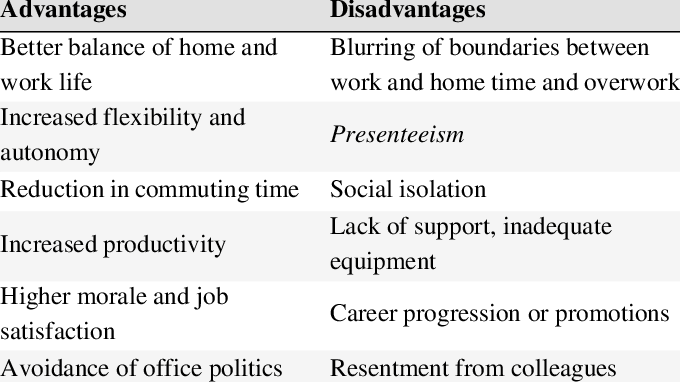 Advantages Disadvantages
Better balance of home and work life Blurring of boundaries between work and home time and overwork
Increased flexibility and autonomy Presenteeism
Reduction in commuting time Social isolation
Increased productivity Lack of support, inadequate equipment
Higher morale and job satisfaction Career progression or promotions
Avoidance of office politics Resentment from colleagues